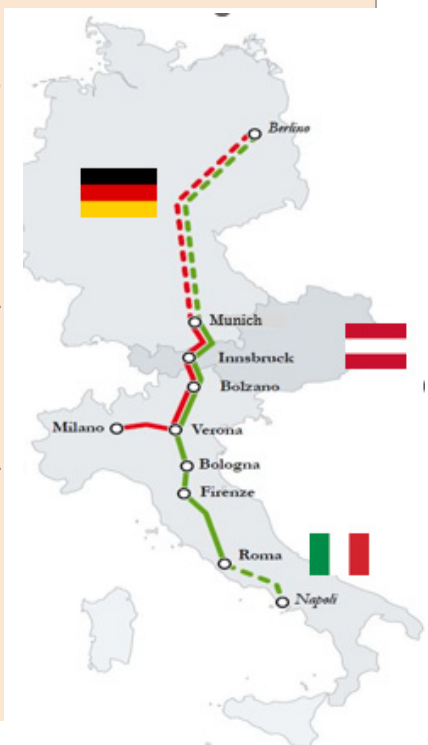 Berlino
Munich
Innsbruck
Bolzano
Milano
Verona
Bologna
Firenze
Roma
Napoli